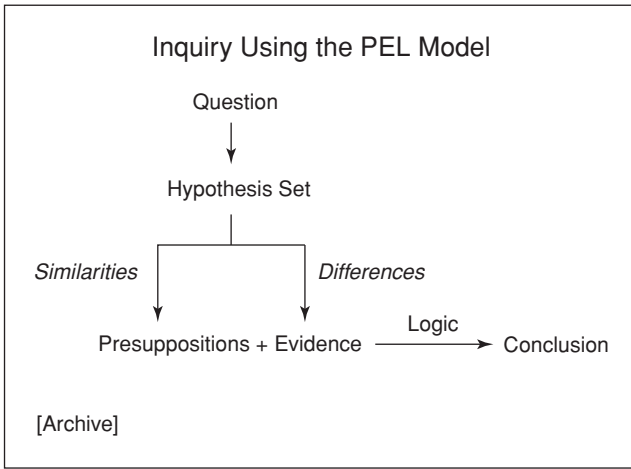 Inquiry Using the PEL Model
Question
Hypothesis Set
Similarities
Differences
Presuppositions + Evidence
Logic
Conclusion
[Archive]